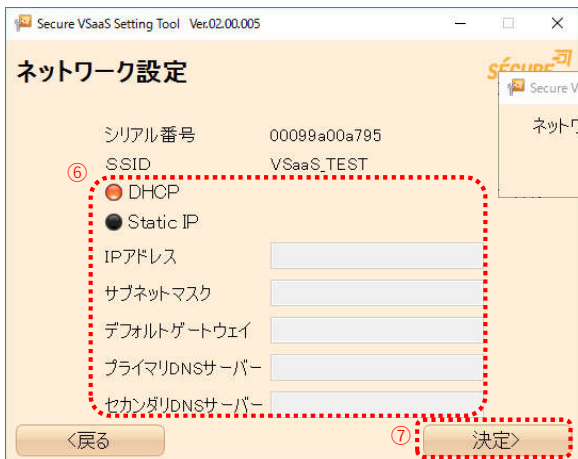 Secure VSaaS Setting Tool Ver.02.00.005
ネットワーク設定
SÉCURE
Secure V
ネットワ
シリアル番号 00099a00a795
SSID VSaaS_TEST
⑥
DHCP
Static IP
IPアドレス
サブネットマスク
デフォルトゲートウェイ
プライマリDNSサーバー
セカンダリDNSサーバー
<戻る
⑦
決定>